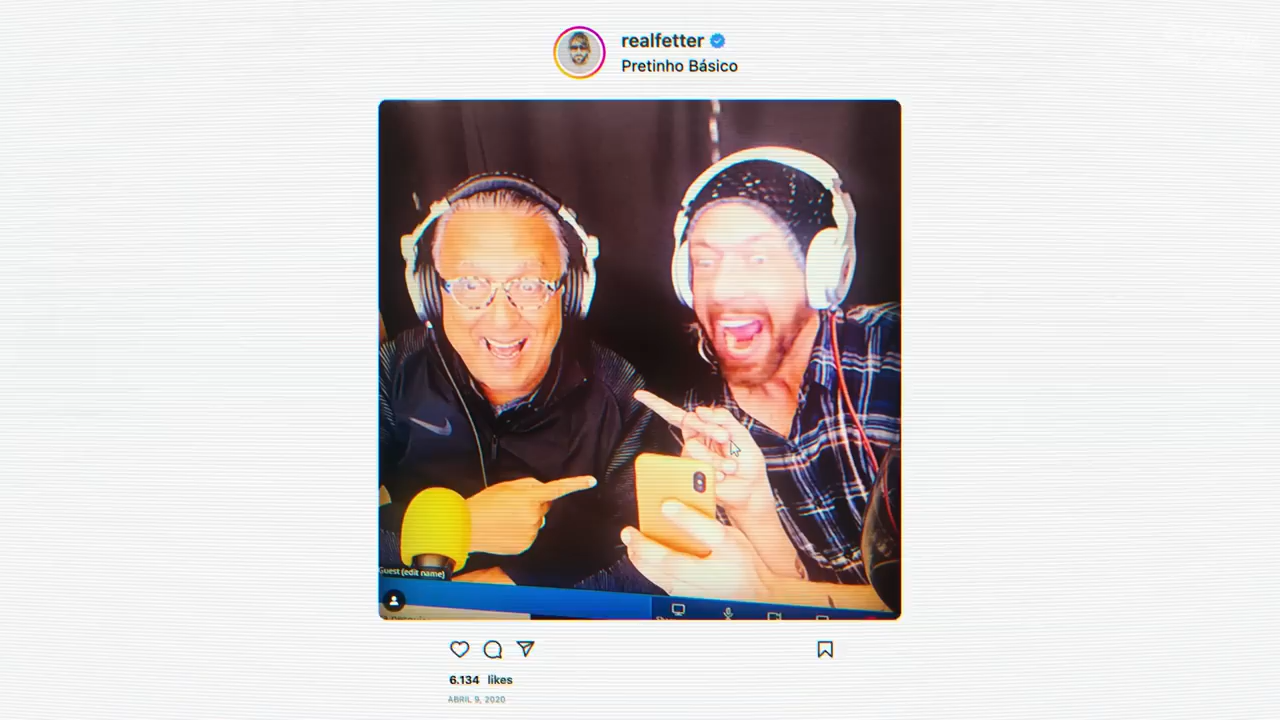 realfetter
Pretinho Básico
Guest (edit name)
6.134 likes
ABRIL 9, 2020